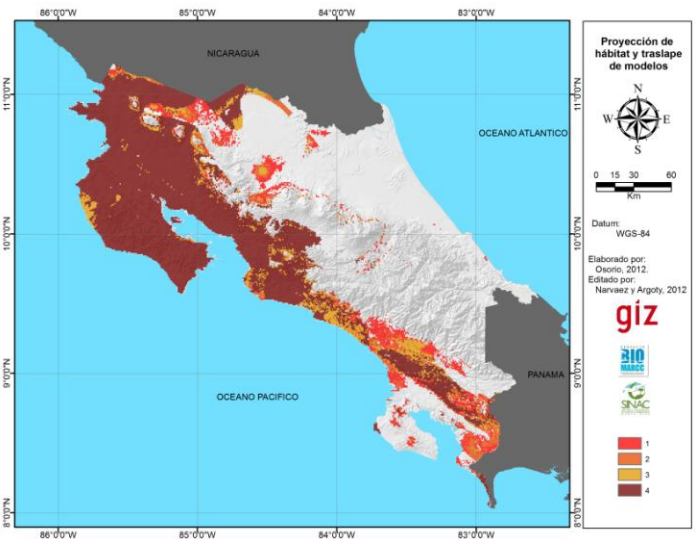 86°0'0"W 85°0'0"W 84°0'0"W 83°0'0"W
11°0'0"N
10°0'0"N
9°0'0"N
8°0'0"N
NICARAGUA
OCEANO ATLANTICO
PANAMA
OCEANO PACIFICO
11°0'0"N
10°0'0"N
9°0'0"N
8°0'0"N
86°0'0"W 85°0'0"W 84°0'0"W 83°0'0"W
Proyección de
hábitat y traslape
de modelos
N
W E
S
0 15 30 60
Km
Datum:
WGS-84
Elaborado por:
Osorio, 2012.
Editado por:
Narvaez y Argoty, 2012
giz
BIO
MARCC
SINAC
1
2
3
4